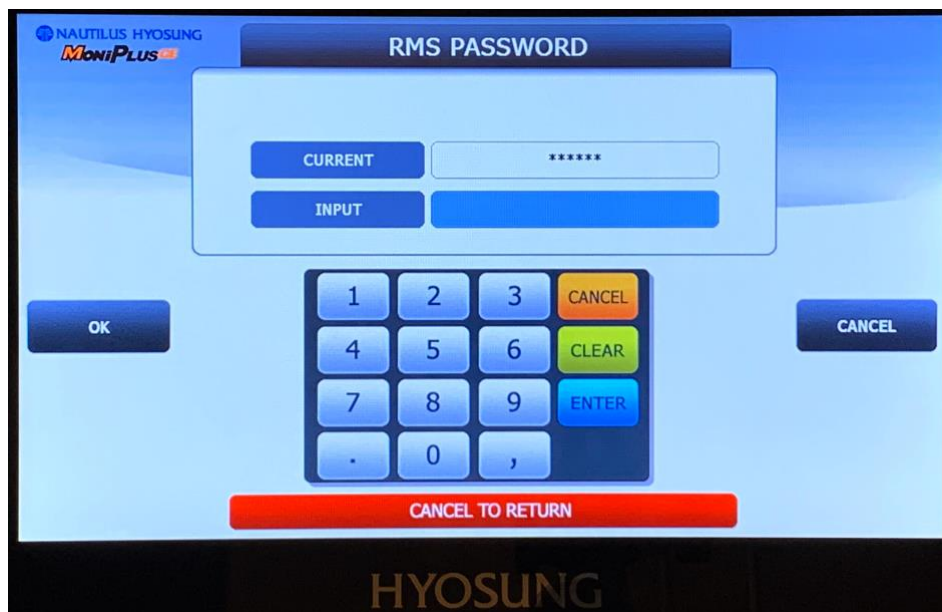 NAUTILUS HYOSUNG
MONiPLUS CE
RMS PASSWORD
CURRENT ******
INPUT
1 2 3 CANCEL
4 5 6 CLEAR
7 8 9 ENTER
. 0 ,
OK
CANCEL
CANCEL TO RETURN
HYOSUNG